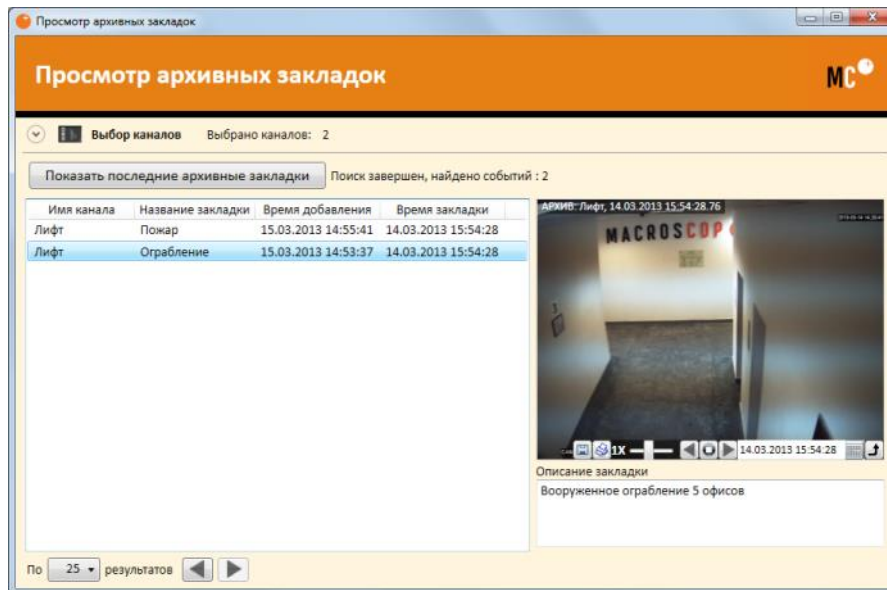 Просмотр архивных закладок
Просмотр архивных закладок
MC
Выбор каналов Выбрано каналов: 2
Показать последние архивные закладки Поиск завершен, найдено событий : 2
Имя канала Название закладки Время добавления Время закладки
Лифт Пожар 15.03.2013 14:55:41 14.03.2013 15:54:28
Лифт Ограбление 15.03.2013 14:53:37 14.03.2013 15:54:28
АРХИВ: Лифт, 14.03.2013 15:54:28.76
MACROSCOP
3
1X 14.03.2013 15:54:28
Описание закладки
Вооруженное ограбление 5 офисов
По 25 результатов